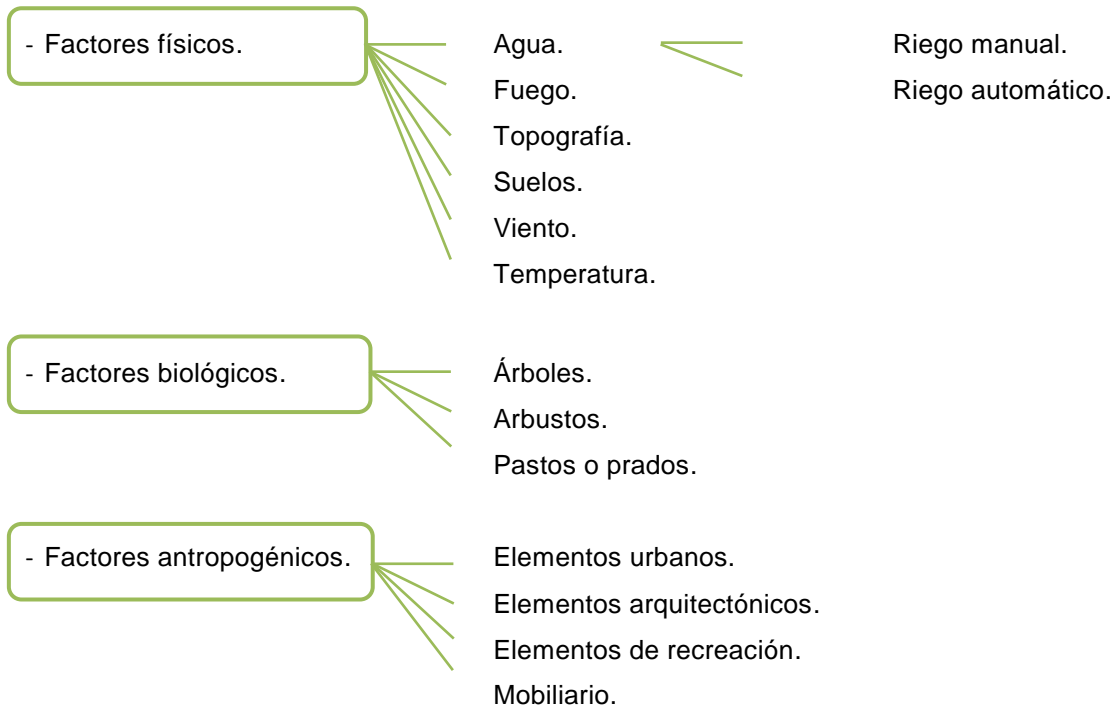 - Factores físicos. Agua. Riego manual.
Fuego. Riego automático.
Topografía.
Suelos.
Viento.
Temperatura.
- Factores biológicos. Árboles.
Arbustos.
Pastos o prados.
- Factores antropogénicos. Elementos urbanos.
Elementos arquitectónicos.
Elementos de recreación.
Mobiliario.